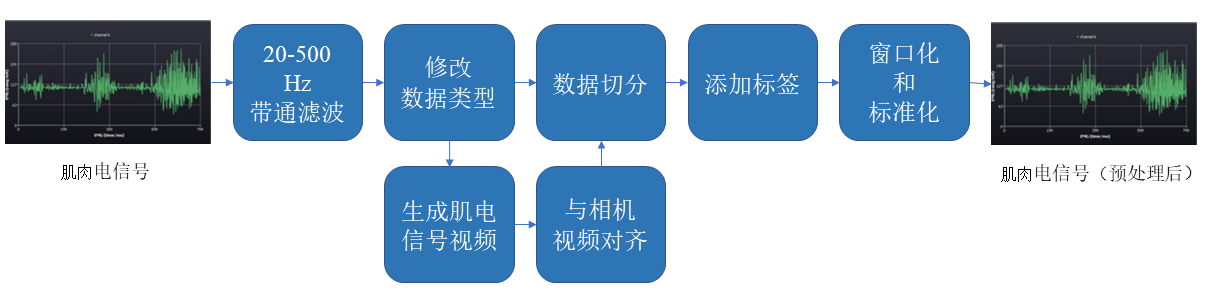 20-500
Hz
带通滤波
修改
数据类型
数据切分
添加标签
窗口化
和
标准化
肌肉电信号
肌肉电信号（预处理后）
生成肌电
信号视频
与相机
视频对齐